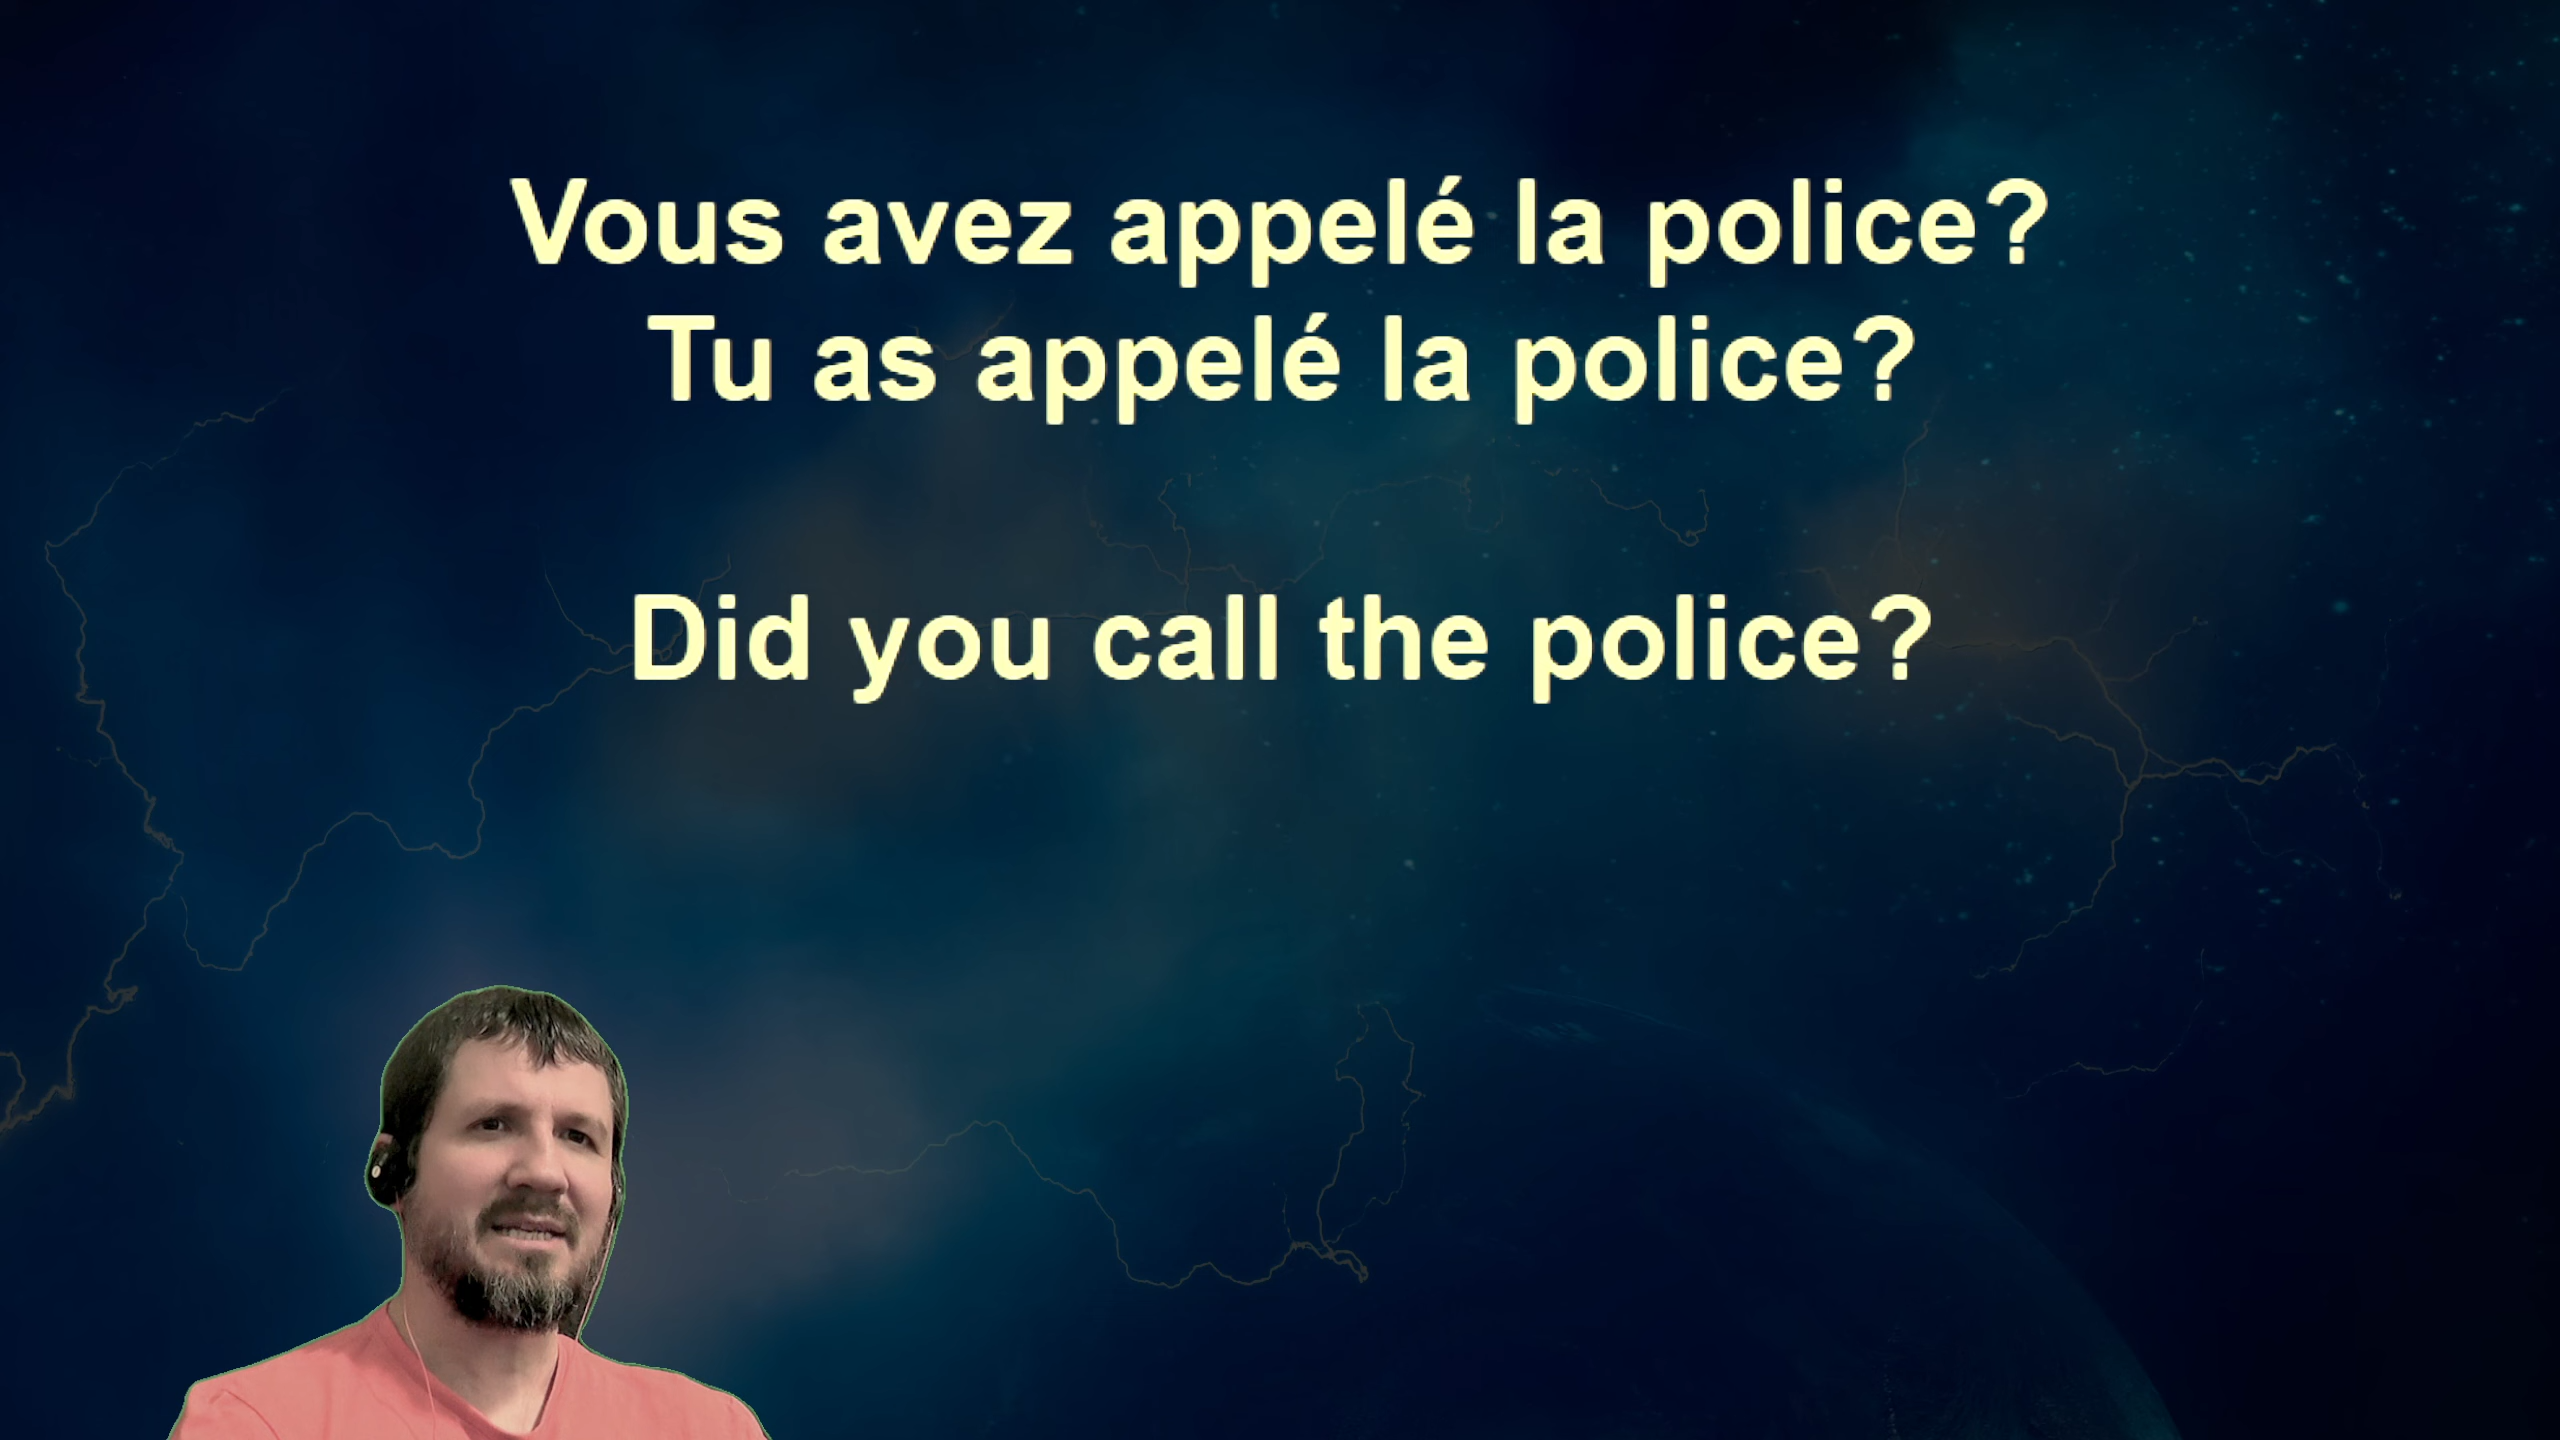 Vous avez appelé la police?
Tu as appelé la police?
Did you call the police?